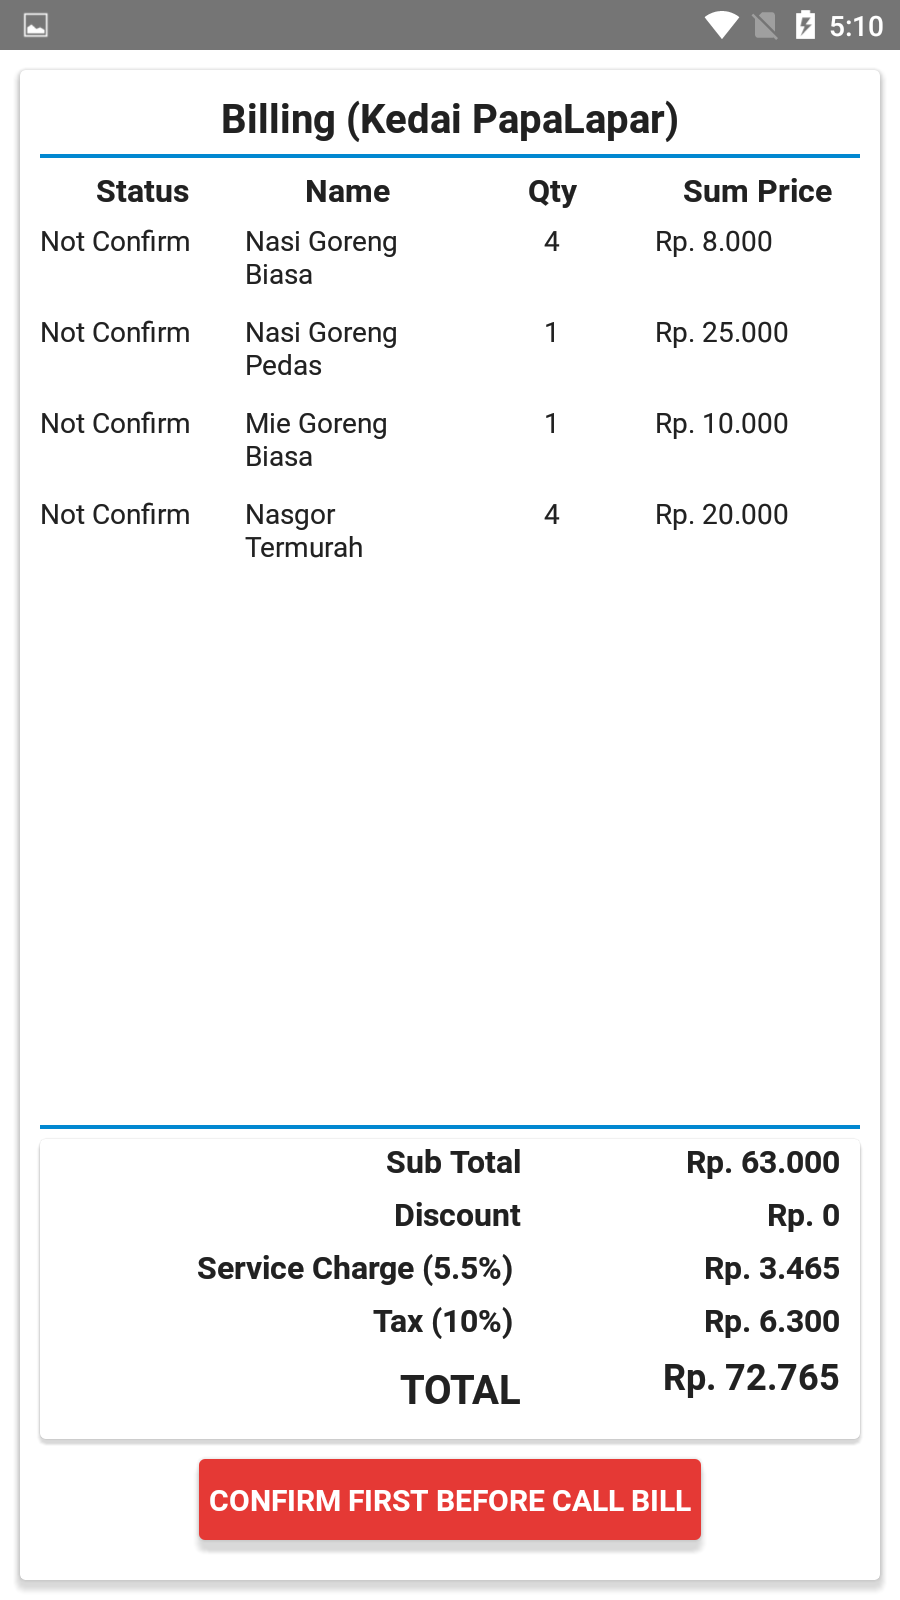 5:10
Billing (Kedai PapaLapar)
Status Name Qty Sum Price
Not Confirm Nasi Goreng 4 Rp. 8.000
Biasa
Not Confirm Nasi Goreng 1 Rp. 25.000
Pedas
Not Confirm Mie Goreng 1 Rp. 10.000
Biasa
Not Confirm Nasgor 4 Rp. 20.000
Termurah
Sub Total Rp. 63.000
Discount Rp. 0
Service Charge (5.5%) Rp. 3.465
Tax (10%) Rp. 6.300
TOTAL Rp. 72.765
CONFIRM FIRST BEFORE CALL BILL